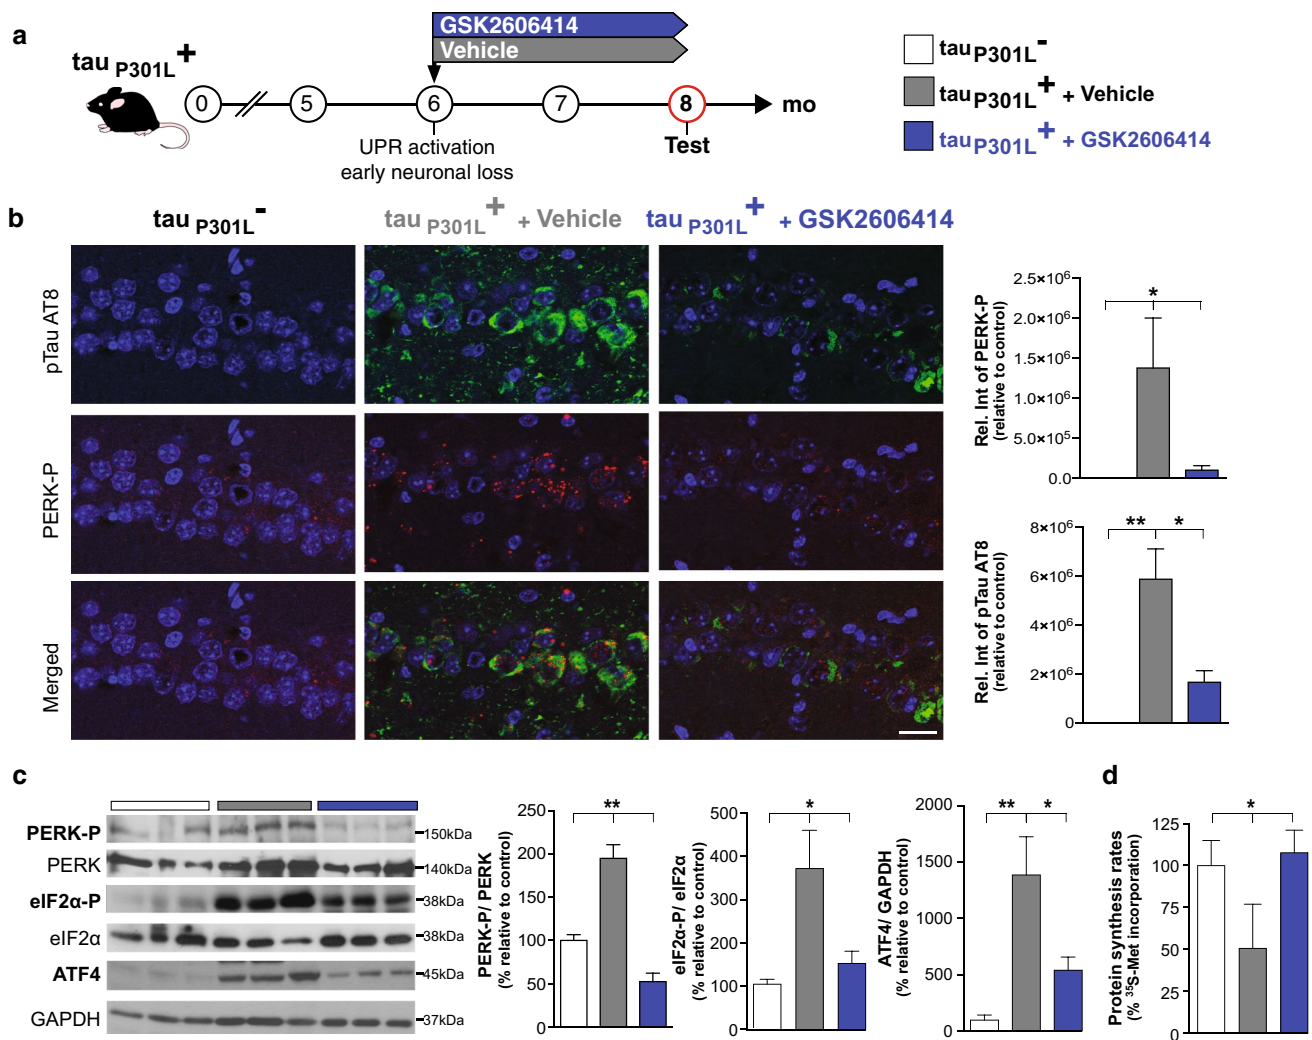 a
tau P301L+
GSK2606414
Vehicle
0 5 6 7 8 mo
UPR activation
early neuronal loss
Test
tau P301L-
tau P301L+ + Vehicle
tau P301L+ + GSK2606414
b
tau P301L- tau P301L+ + Vehicle tau P301L+ + GSK2606414
pTau AT8
PERK-P
Merged
Rel. Int of PERK-P
(relative to control)
2.5×10⁶
2.0×10⁶
1.5×10⁶
1.0×10⁶
5.0×10⁵
0.0
*
Rel. Int of pTau AT8
(relative to control)
8×10⁶
6×10⁶
4×10⁶
2×10⁶
0
** *
c
PERK-P 150kDa
PERK 140kDa
eIF2α-P 38kDa
eIF2α 38kDa
ATF4 45kDa
GAPDH 37kDa
PERK-P/ PERK
(% relative to control)
250
200
150
100
50
0
**
eIF2α-P/ eIF2α
(% relative to control)
500
400
300
200
100
0
*
ATF4/ GAPDH
(% relative to control)
2000
1500
1000
500
0
** *
d
Protein synthesis rates
(% ³⁵S-Met incorporation)
125
100
75
50
25
0
*